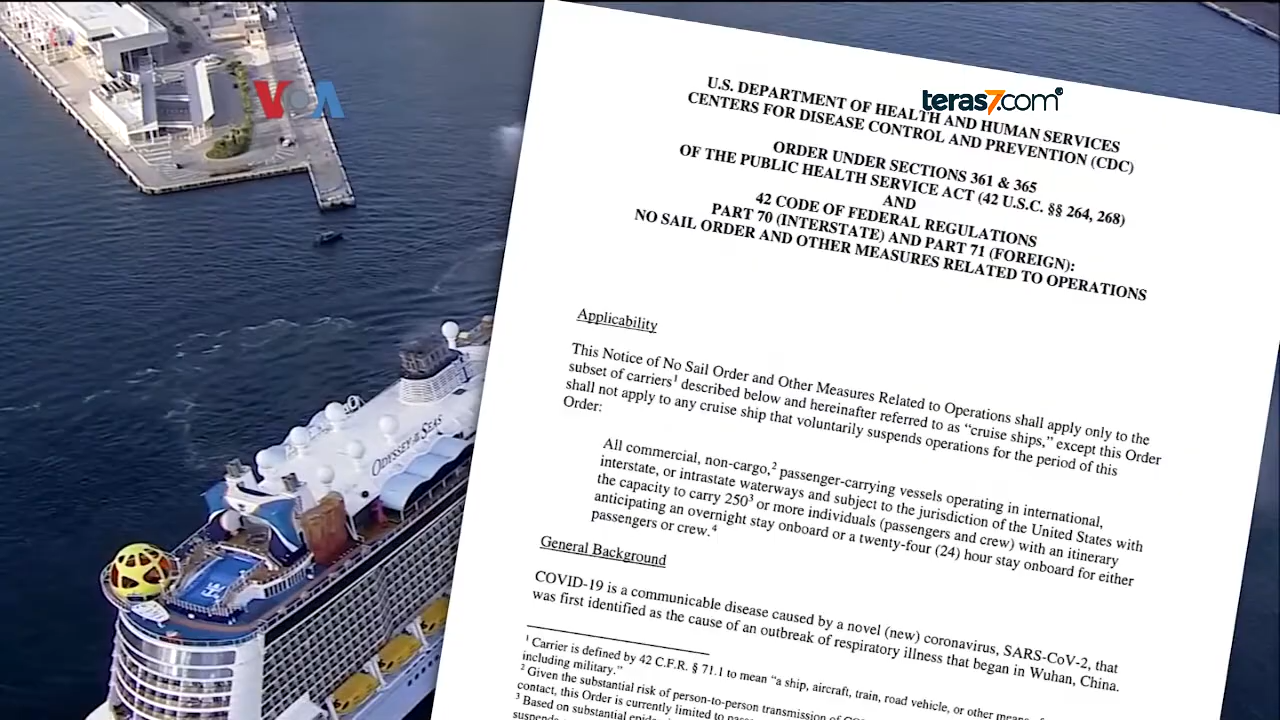 VOA
teras7.com
U.S. DEPARTMENT OF HEALTH AND HUMAN SERVICES
CENTERS FOR DISEASE CONTROL AND PREVENTION (CDC)
ORDER UNDER SECTIONS 361 & 365
OF THE PUBLIC HEALTH SERVICE ACT (42 U.S.C. §§ 264, 268)
AND
42 CODE OF FEDERAL REGULATIONS
PART 70 (INTERSTATE) AND PART 71 (FOREIGN):
NO SAIL ORDER AND OTHER MEASURES RELATED TO OPERATIONS
Applicability
This Notice of No Sail Order and Other Measures Related to Operations shall apply only to the
subset of carriers¹ described below and hereinafter referred to as “cruise ships,” except this Order
shall not apply to any cruise ship that voluntarily suspends operations for the period of this
Order:
All commercial, non-cargo,² passenger-carrying vessels operating in international,
interstate, or intrastate waterways and subject to the jurisdiction of the United States with
the capacity to carry 250³ or more individuals (passengers and crew) with an itinerary
anticipating an overnight stay onboard or a twenty-four (24) hour stay onboard for either
passengers or crew.⁴
General Background
COVID-19 is a communicable disease caused by a novel (new) coronavirus, SARS-CoV-2, that
was first identified as the cause of an outbreak of respiratory illness that began in Wuhan, China.
¹ Carrier is defined by 42 C.F.R. § 71.1 to mean “a ship, aircraft, train, road vehicle, or other means of
including military.”
² Given the substantial risk of person-to-person transmission of
contact, this Order is currently limited to
³ Based on substantial
ODYSSEY OF THE SEAS